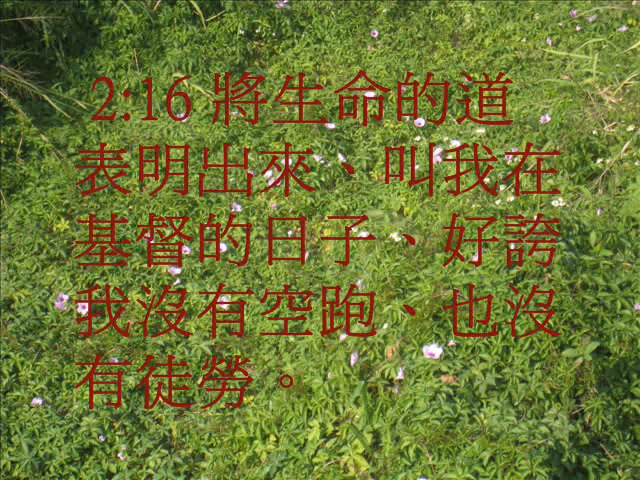 2:16 將生命的道
表明出來、叫我在
基督的日子、好誇
我沒有空跑、也沒
有徒勞。